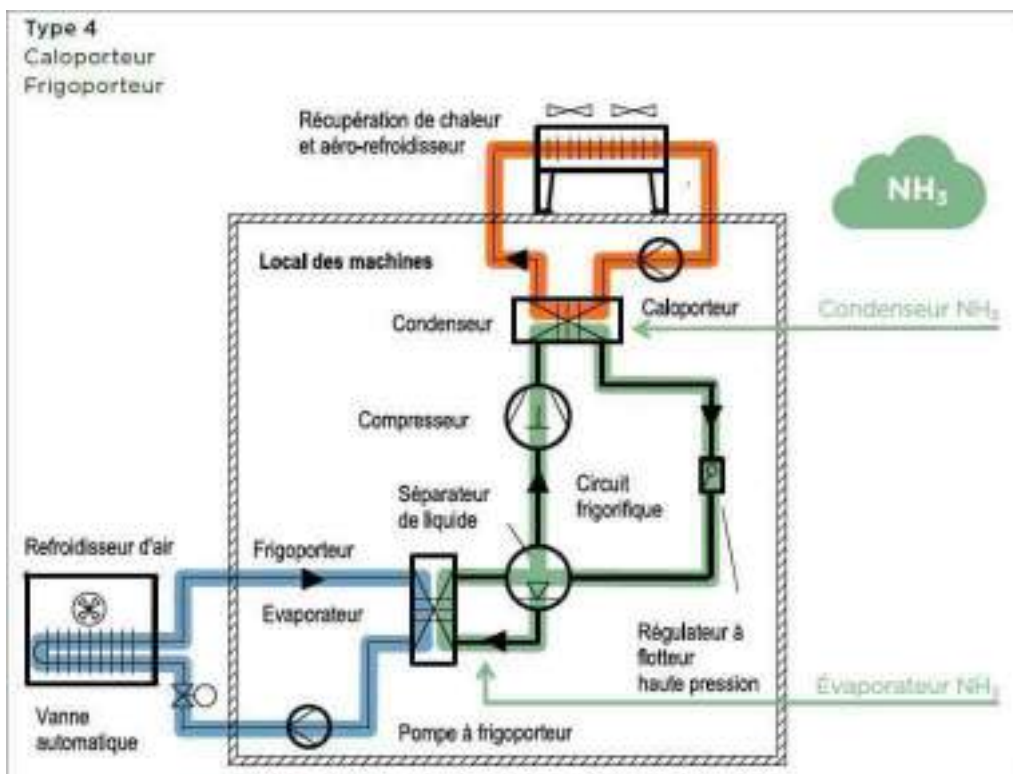 Type 4
Caloporteur
Frigoporteur
Récupération de chaleur
et aéro-refroidisseur
NH₃
Local des machines
Condenseur
Caloporteur
Condenseur NH₃
Compresseur
Séparateur
de liquide
Circuit
frigorifique
Refroidisseur d'air
Frigoporteur
Evaporateur
Régulateur à
flotteur
haute pression
Évaporateur NH₃
Vanne
automatique
Pompe à frigoporteur